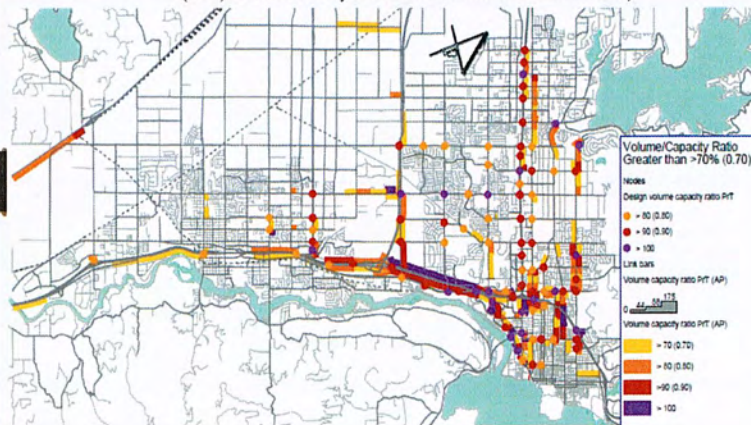 Volume/Capacity Ratio
Greater than >70% (0.70)
Nodes
Design volume capacity ratio PrT
> 80 (0.80)
> 90 (0.90)
> 100
Link bars
Volume capacity ratio PrT (AP)
0
175
Volume capacity ratio PrT (AP)
> 70 (0.70)
> 80 (0.80)
>90 (0.90)
> 100